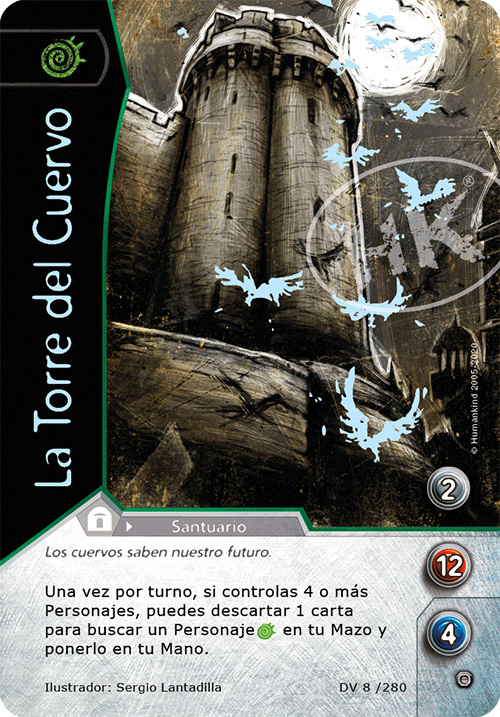 La Torre del Cuervo
HK®
© Humankind 2005-2020
2
Santuario
Los cuervos saben nuestro futuro.
12
Una vez por turno, si controlas 4 o más
Personajes, puedes descartar 1 carta
para buscar un Personaje en tu Mazo y
ponerlo en tu Mano.
4
Ilustrador: Sergio Lantadilla
DV 8 /280